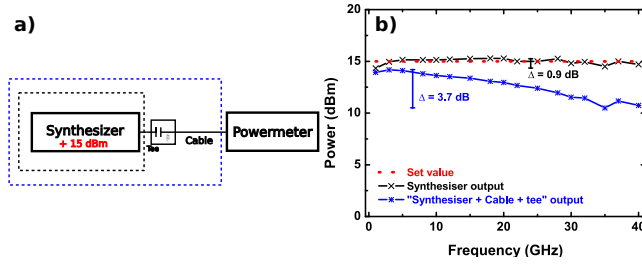 a)
Synthesizer
+ 15 dBm
Tee
Cable
Powermeter
b)
Power (dBm)
20
15
10
5
0
Δ = 0.9 dB
Δ = 3.7 dB
Set value
Synthesiser output
"Synthesiser + Cable + tee" output
0
10
20
30
40
Frequency (GHz)